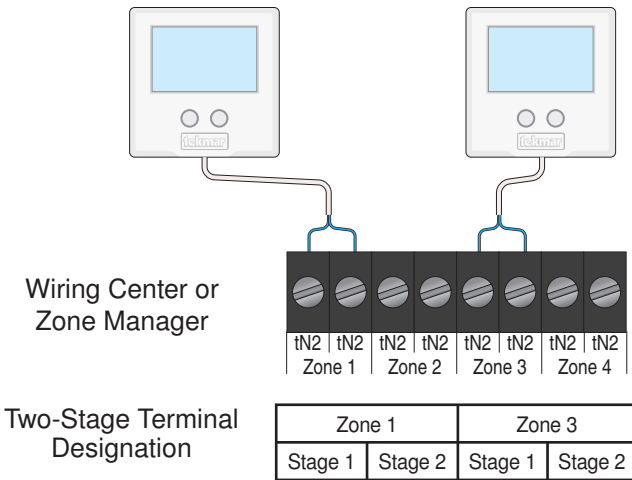 tekmar tekmar
Wiring Center or
Zone Manager
tN2 tN2 tN2 tN2 tN2 tN2 tN2 tN2
Zone 1 Zone 2 Zone 3 Zone 4
Two-Stage Terminal
Designation
Zone 1 Zone 3
Stage 1 Stage 2 Stage 1 Stage 2